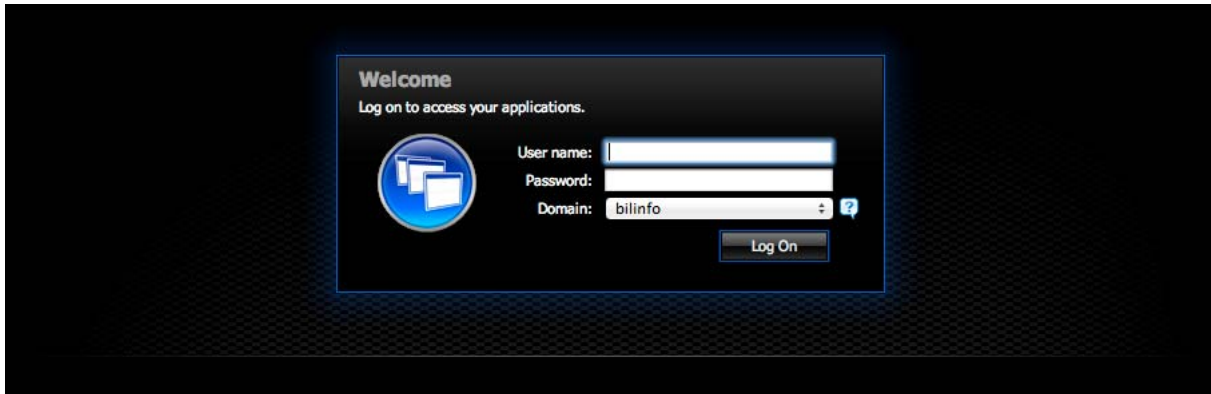 Welcome
Log on to access your applications.
User name:
Password:
Domain: bilinfo ?
Log On